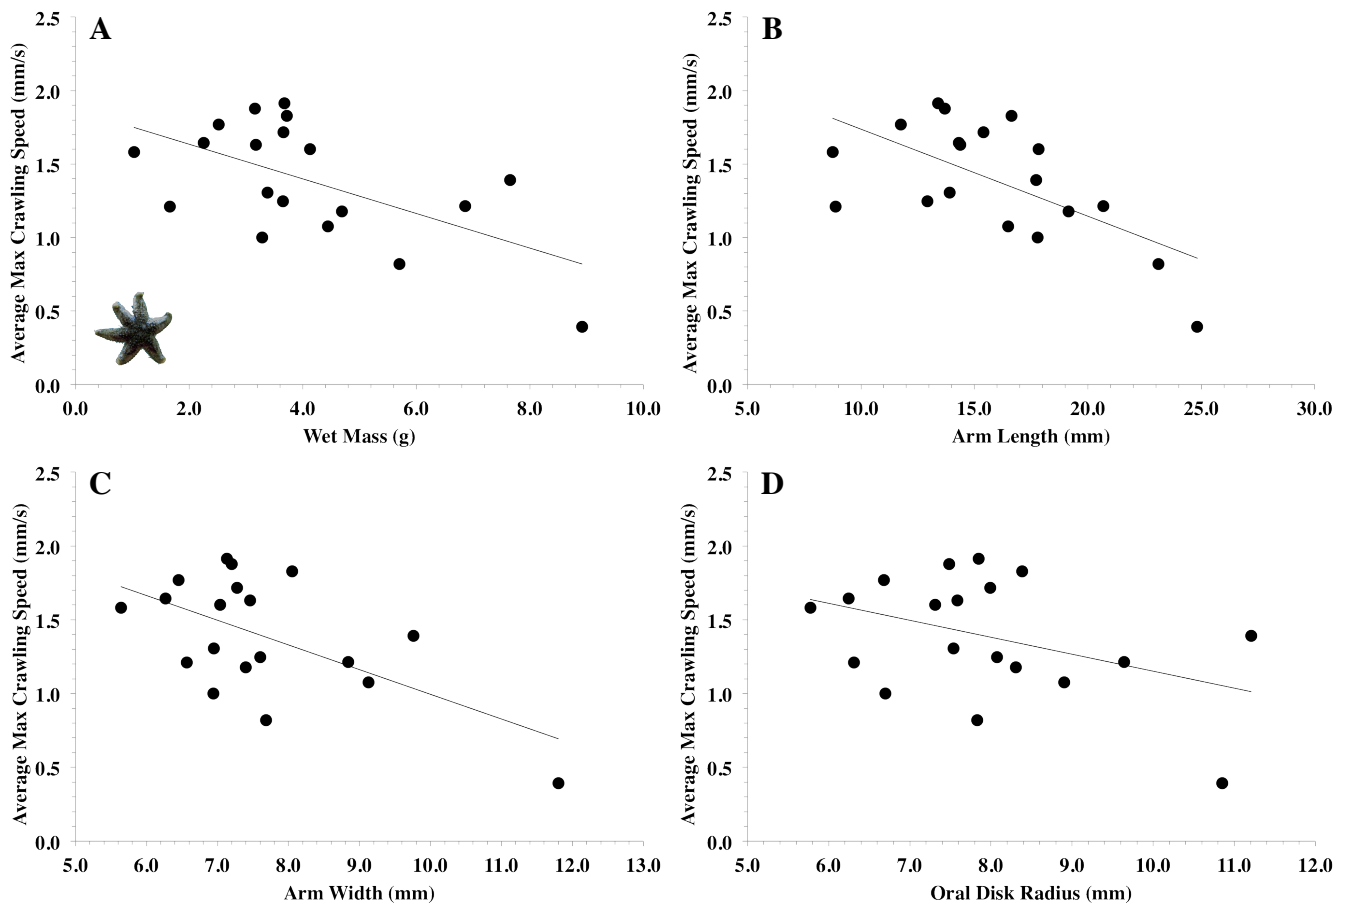 A
Average Max Crawling Speed (mm/s)
2.5
2.0
1.5
1.0
0.5
0.0
0.0 2.0 4.0 6.0 8.0 10.0
Wet Mass (g)
B
Average Max Crawling Speed (mm/s)
2.5
2.0
1.5
1.0
0.5
0.0
5.0 10.0 15.0 20.0 25.0 30.0
Arm Length (mm)
C
Average Max Crawling Speed (mm/s)
2.5
2.0
1.5
1.0
0.5
0.0
5.0 6.0 7.0 8.0 9.0 10.0 11.0 12.0 13.0
Arm Width (mm)
D
Average Max Crawling Speed (mm/s)
2.5
2.0
1.5
1.0
0.5
0.0
5.0 6.0 7.0 8.0 9.0 10.0 11.0 12.0
Oral Disk Radius (mm)